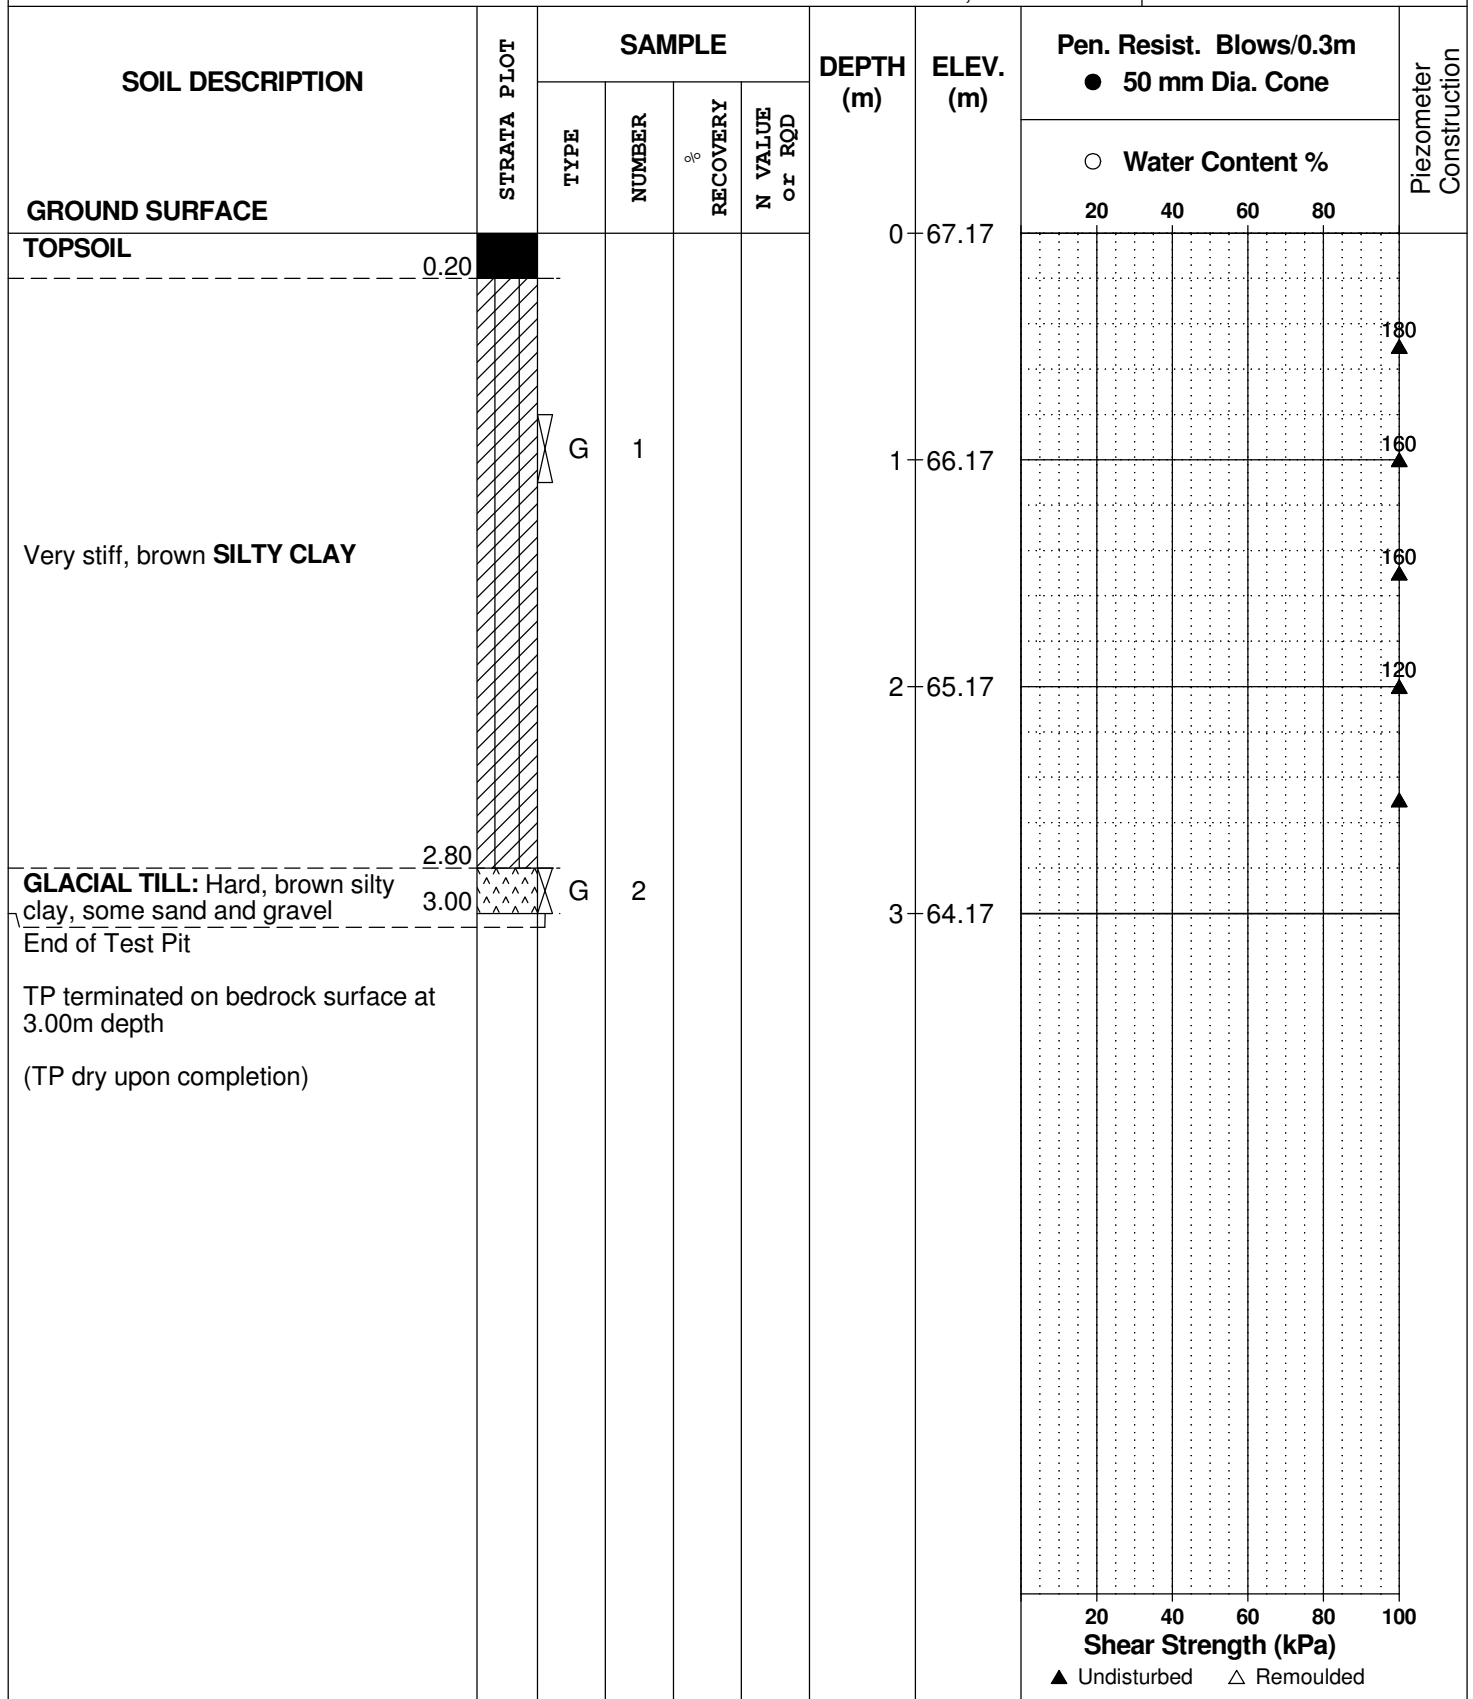 SOIL DESCRIPTION
GROUND SURFACE
STRATA PLOT
SAMPLE
TYPE
NUMBER
%
RECOVERY
N VALUE
or RQD
DEPTH
(m)
ELEV.
(m)
Pen. Resist. Blows/0.3m
● 50 mm Dia. Cone
○ Water Content %
20 40 60 80
Piezometer
Construction
TOPSOIL
0.20
0 67.17
180
G 1
1 66.17
160
Very stiff, brown SILTY CLAY
160
2 65.17
120
2.80
GLACIAL TILL: Hard, brown silty
clay, some sand and gravel
3.00
G 2
3 64.17
End of Test Pit
TP terminated on bedrock surface at
3.00m depth
(TP dry upon completion)
20 40 60 80 100
Shear Strength (kPa)
▲ Undisturbed △ Remoulded